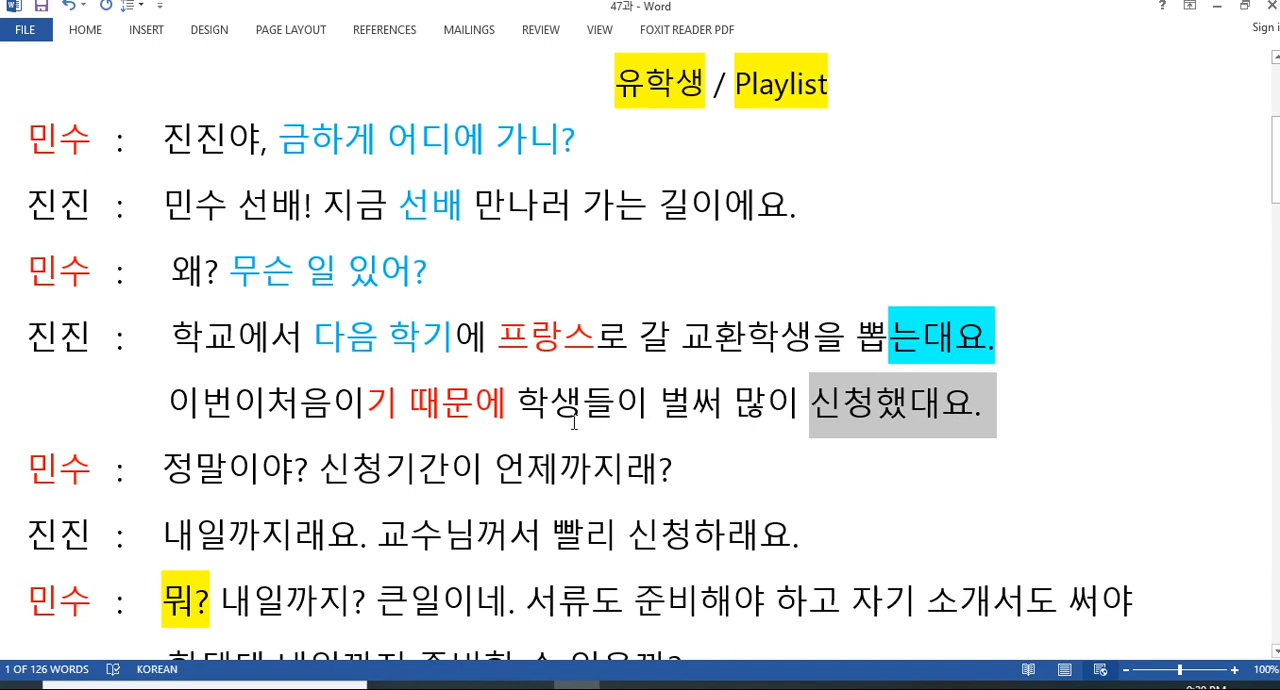 47과 - Word
?
FILE HOME INSERT DESIGN PAGE LAYOUT REFERENCES MAILINGS REVIEW VIEW FOXIT READER PDF
Sign i
유학생 / Playlist
민수 : 진진야, 금하게 어디에 가니?
진진 : 민수 선배! 지금 선배 만나러 가는 길이에요.
민수 : 왜? 무슨 일 있어?
진진 : 학교에서 다음 학기에 프랑스로 갈 교환학생을 뽑는대요.
이번이처음이기 때문에 학생들이 벌써 많이 신청했대요.
민수 : 정말이야? 신청기간이 언제까지래?
진진 : 내일까지래요. 교수님꺼서 빨리 신청하래요.
민수 : 뭐? 내일까지? 큰일이네. 서류도 준비해야 하고 자기 소개서도 써야
1 OF 126 WORDS KOREAN 100%